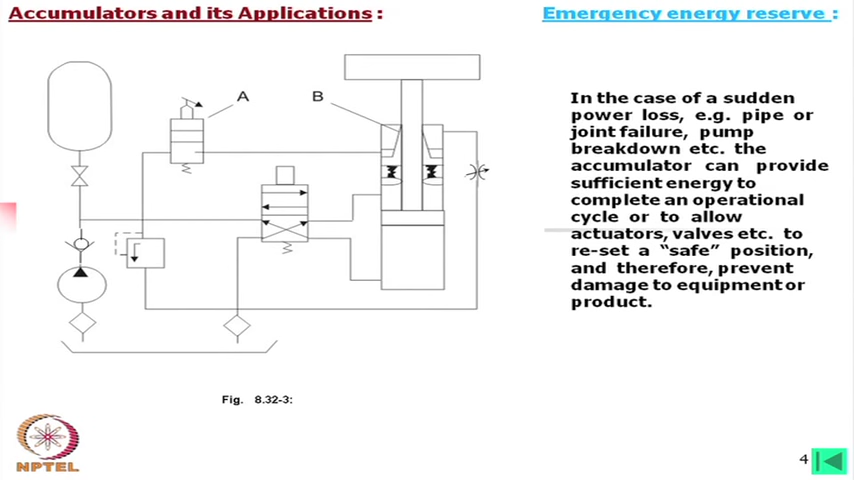 Accumulators and its Applications :
Emergency energy reserve :
A
B
In the case of a sudden
power loss, e.g. pipe or
joint failure, pump
breakdown etc. the
accumulator can provide
sufficient energy to
complete an operational
cycle or to allow
actuators, valves etc. to
re-set a “safe” position,
and therefore, prevent
damage to equipment or
product.
Fig. 8.32-3:
NPTEL
4